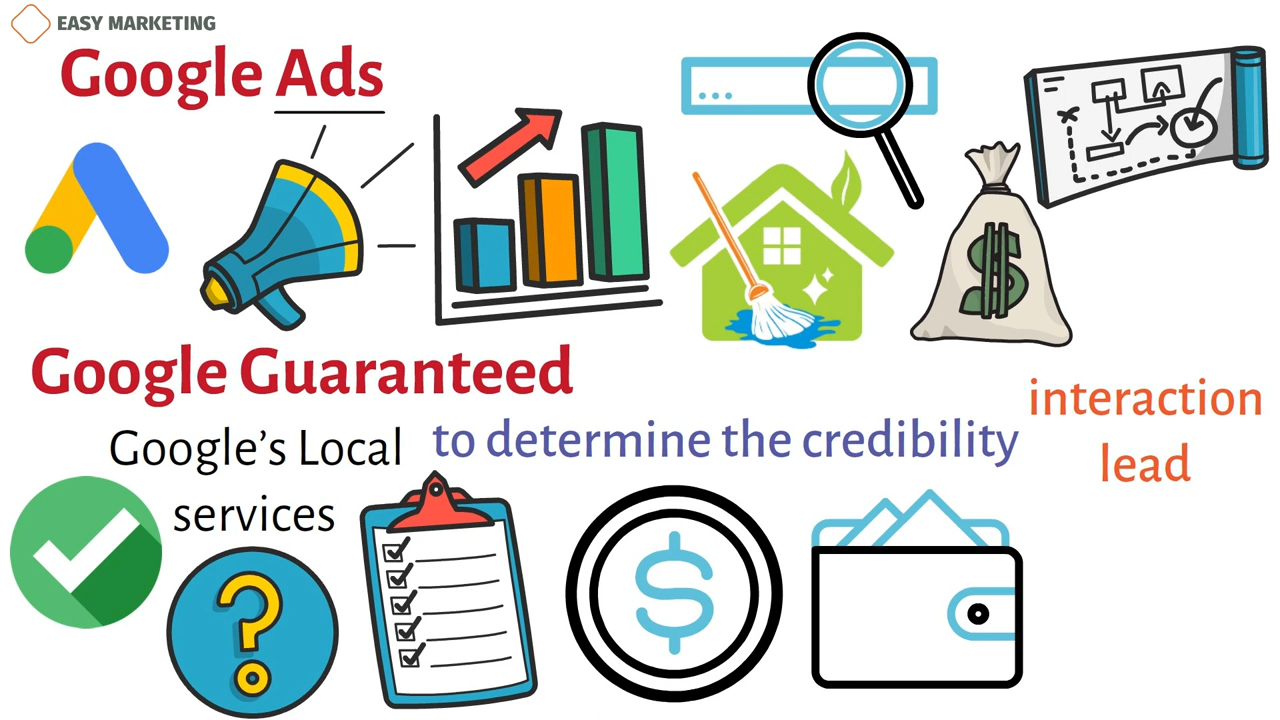 EASY MARKETING
Google Ads
Google Guaranteed
Google’s Local
services
to determine the credibility
interaction
lead